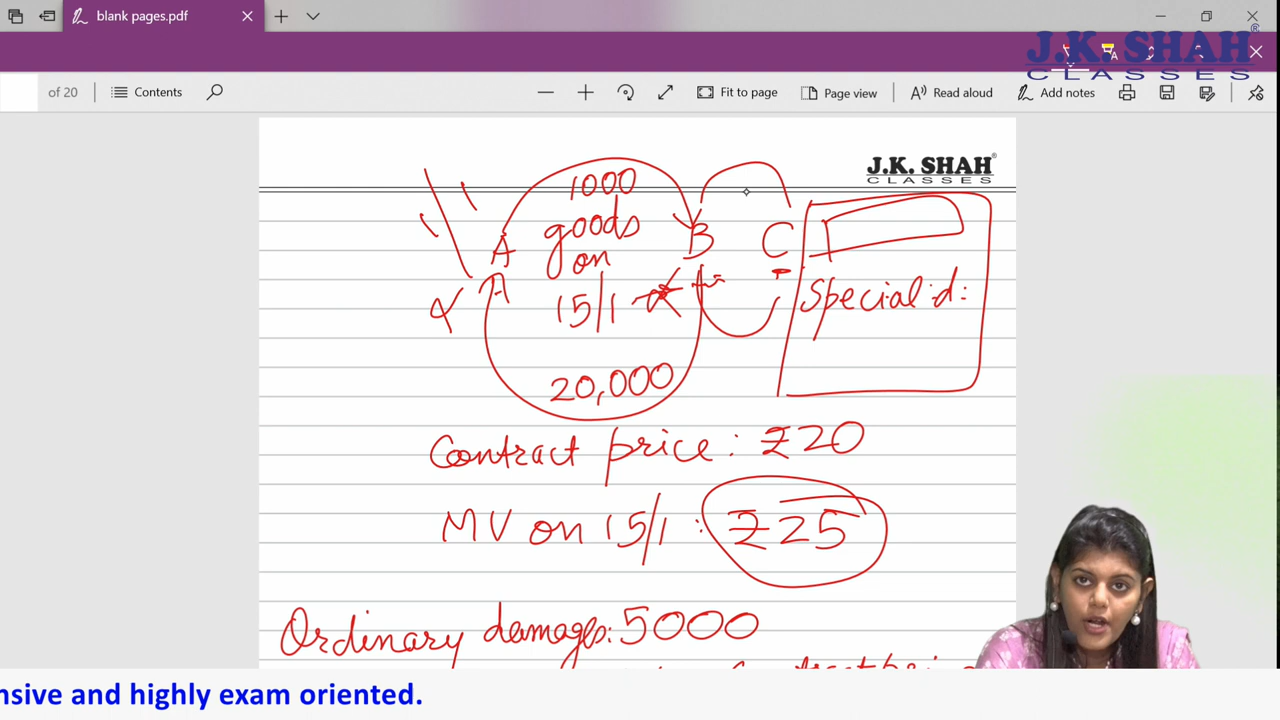 blank pages.pdf
J.K. SHAH®
CLASSES
of 20
Contents
Fit to page
Page view
Read aloud
Add notes
J.K. SHAH®
CLASSES
1000
A goods B C
on
A 15/1
Special d:
20,000
Contract price: ₹20
MV on 15/1: ₹25
Ordinary damages: 5000
nsive and highly exam oriented.